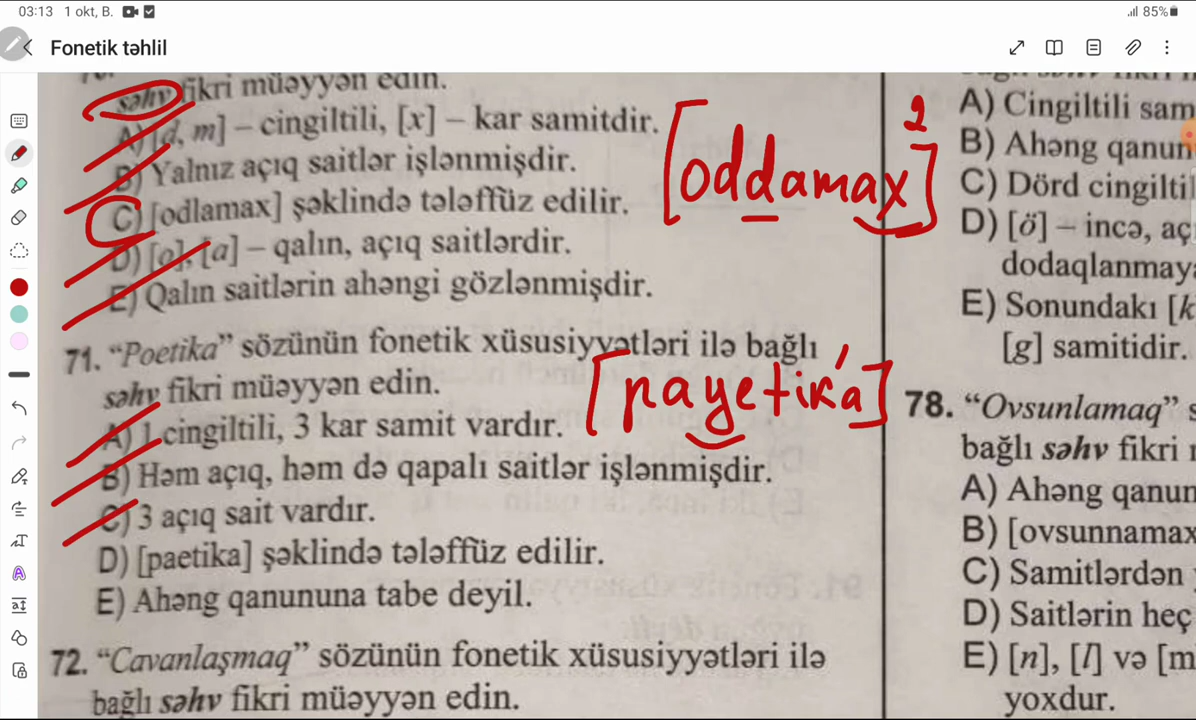 03:13 1 okt, B. 85%
Fonetik təhlil
səhv fikri müəyyən edin.
A) [d, m] – cingiltili, [x] – kar samitdir.
B) Yalnız açıq saitlər işlənmişdir.
C) [odlamax] şəklində tələffüz edilir.
D) [o], [a] – qalın, açıq saitlərdir.
E) Qalın saitlərin ahəngi gözlənmişdir.
[oddamax]
71. “Poetika” sözünün fonetik xüsusiyyətləri ilə bağlı
səhv fikri müəyyən edin.
A) 1 cingiltili, 3 kar samit vardır.
B) Həm açıq, həm də qapalı saitlər işlənmişdir.
C) 3 açıq sait vardır.
D) [paetika] şəklində tələffüz edilir.
E) Ahəng qanununa tabe deyil.
[payetika]
72. “Cavanlaşmaq” sözünün fonetik xüsusiyyətləri ilə
bağlı səhv fikri müəyyən edin.
A) Cingiltili sam
B) Ahəng qanun
C) Dörd cingilti
D) [ö] – incə, aç
dodaqlanmay
E) Sonundakı [k
[g] samitidir.
78. “Ovsunlamaq” s
bağlı səhv fikri
A) Ahəng qanun
B) [ovsunnamax
C) Samitlərdən
D) Saitlərin heç
E) [n], [l] və [m
yoxdur.